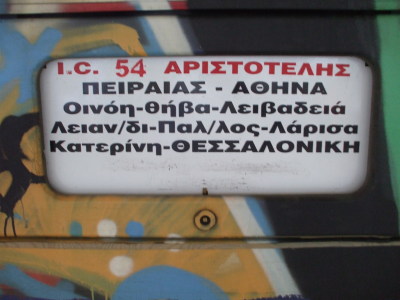 I.C. 54 ΑΡΙΣΤΟΤΕΛΗΣ
ΠΕΙΡΑΙΑΣ - ΑΘΗΝΑ
Οινόη-θήβα-Λειβαδειά
Λειαν/δι-Παλ/λος-Λάρισα
Κατερίνη-ΘΕΣΣΑΛΟΝΙΚΗ